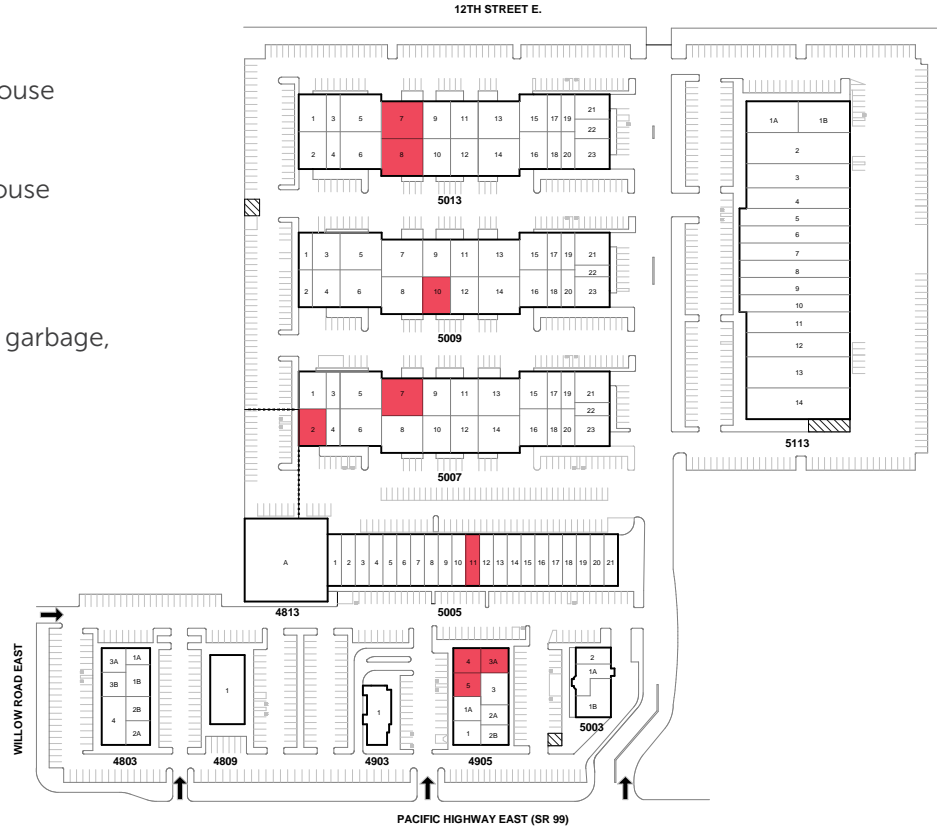 12TH STREET E.
ouse
ouse
garbage,
1 3 5 7 9 11 13 15 17 19 21
22
2 4 6 8 10 12 14 16 18 20 23
5013
1 3 5 7 9 11 13 15 17 19 21
22
2 4 6 8 10 12 14 16 18 20 23
5009
1 3 5 7 9 11 13 15 17 19 21
22
2 4 6 8 10 12 14 16 18 20 23
5007
1A 1B
2
3
4
5
6
7
8
9
10
11
12
13
14
5113
A
4813
1 2 3 4 5 6 7 8 9 10 11 12 13 14 15 16 17 18 19 20 21
5005
WILLOW ROAD EAST
3A 1A
3B 1B
4 2B
2A
4803
1
4809
1
4903
4 3A
5 3
1A 2A
1 2B
4905
2
1A
1B
5003
PACIFIC HIGHWAY EAST (SR 99)